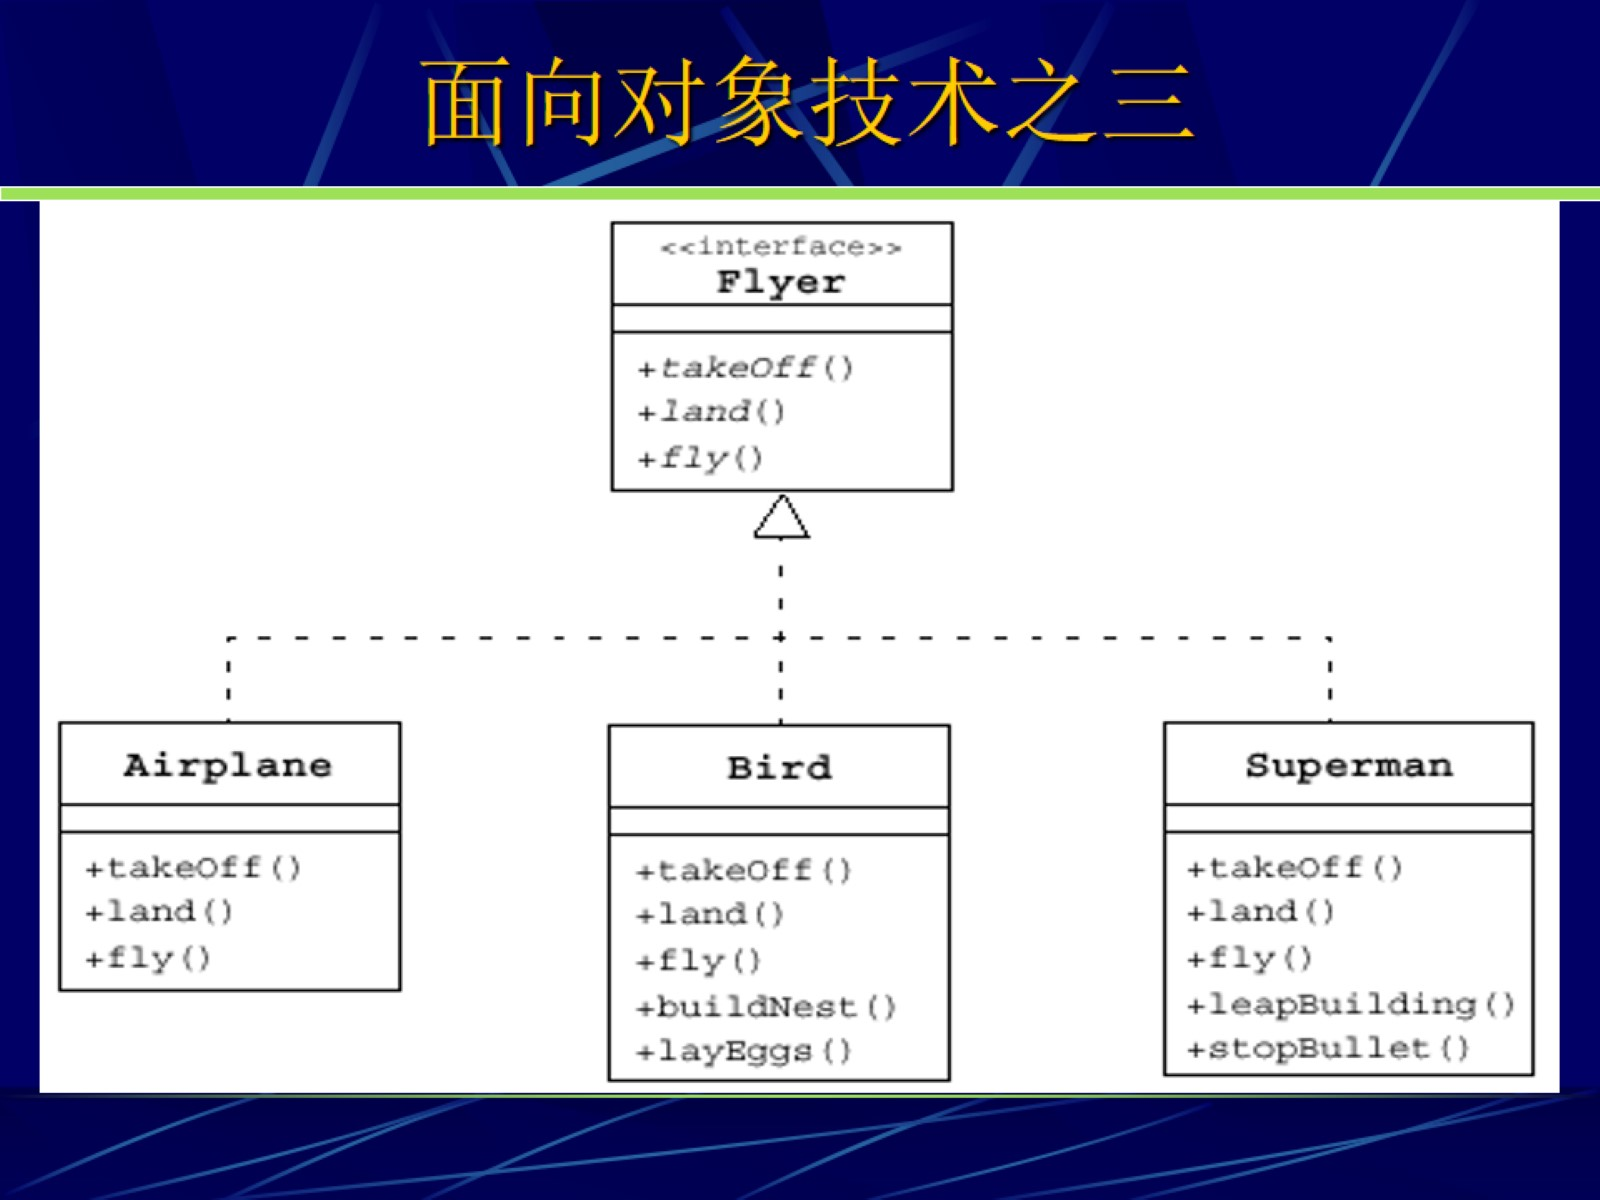 面向对象技术之三
<<interface>>
Flyer
+takeOff()
+land()
+fly()
Airplane
+takeOff()
+land()
+fly()
Bird
+takeOff()
+land()
+fly()
+buildNest()
+layEggs()
Superman
+takeOff()
+land()
+fly()
+leapBuilding()
+stopBullet()